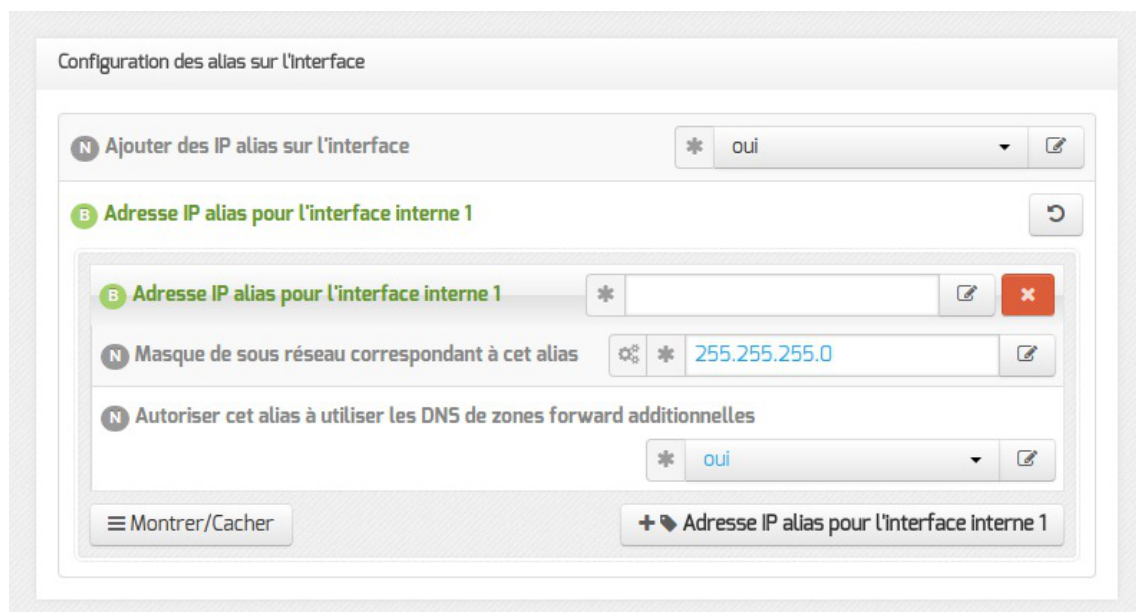 Configuration des alias sur l'interface
N Ajouter des IP alias sur l'interface
oui
B Adresse IP alias pour l'interface interne 1
B Adresse IP alias pour l'interface interne 1
N Masque de sous réseau correspondant à cet alias
255.255.255.0
N Autoriser cet alias à utiliser les DNS de zones forward additionnelles
oui
Montrer/Cacher
Adresse IP alias pour l'interface interne 1